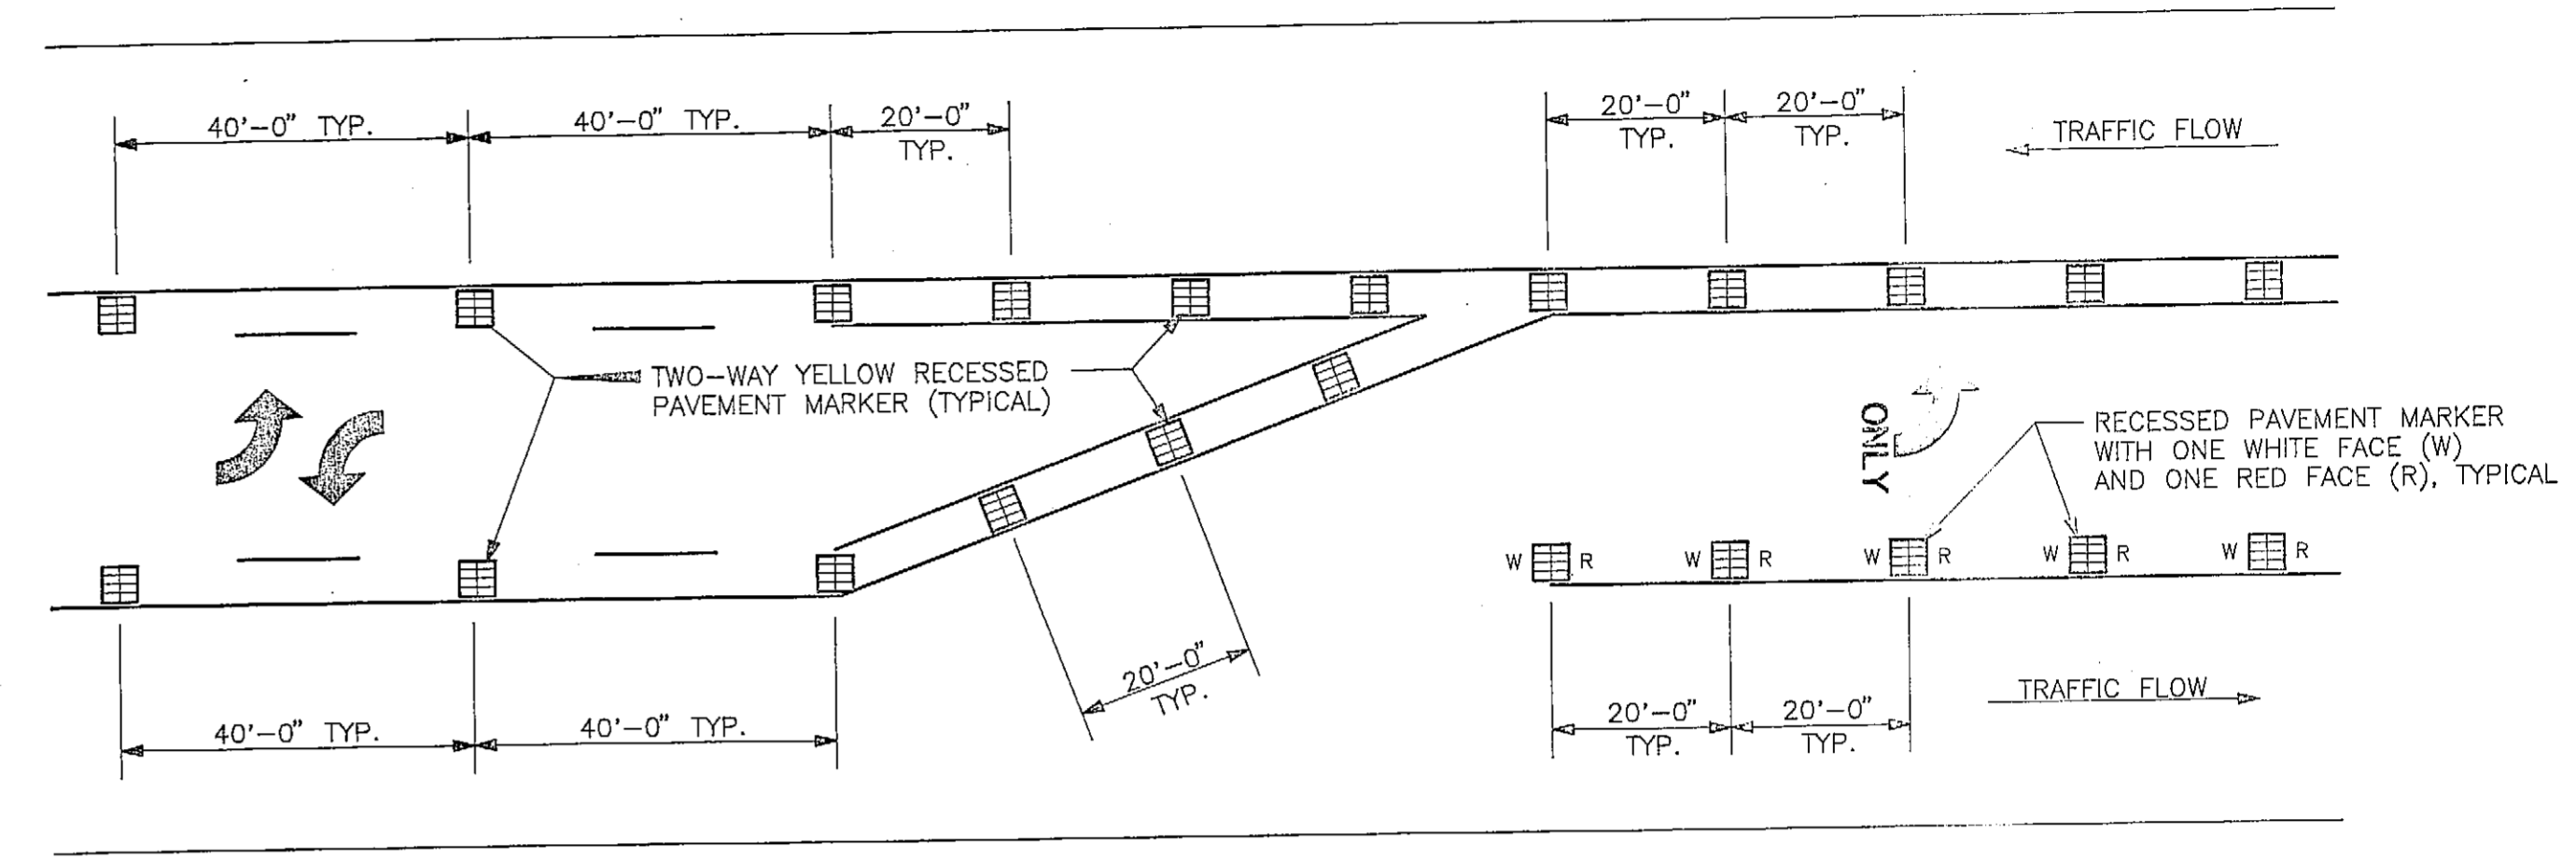 40'-0" TYP.
40'-0" TYP.
20'-0"
TYP.
20'-0"
TYP.
20'-0"
TYP.
TRAFFIC FLOW
TWO-WAY YELLOW RECESSED
PAVEMENT MARKER (TYPICAL)
ONLY
RECESSED PAVEMENT MARKER
WITH ONE WHITE FACE (W)
AND ONE RED FACE (R), TYPICAL
W R W R W R W R W R
20'-0"
TYP.
TRAFFIC FLOW
40'-0" TYP.
40'-0" TYP.
20'-0"
TYP.
20'-0"
TYP.